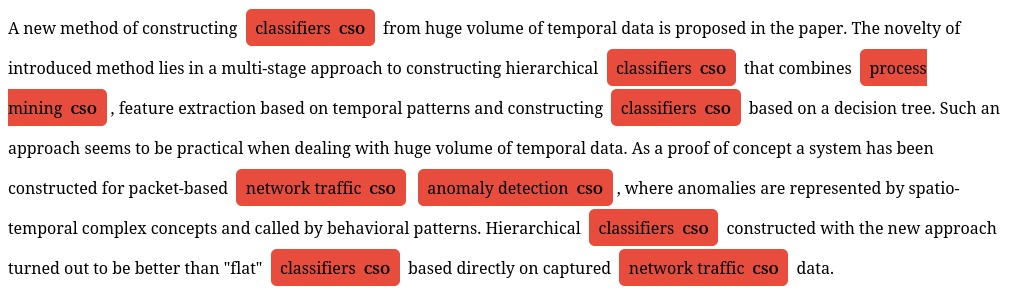 A new method of constructing classifiers cso from huge volume of temporal data is proposed in the paper. The novelty of
introduced method lies in a multi-stage approach to constructing hierarchical classifiers cso that combines process
mining cso , feature extraction based on temporal patterns and constructing classifiers cso based on a decision tree. Such an
approach seems to be practical when dealing with huge volume of temporal data. As a proof of concept a system has been
constructed for packet-based network traffic cso anomaly detection cso , where anomalies are represented by spatio-
temporal complex concepts and called by behavioral patterns. Hierarchical classifiers cso constructed with the new approach
turned out to be better than "flat" classifiers cso based directly on captured network traffic cso data.